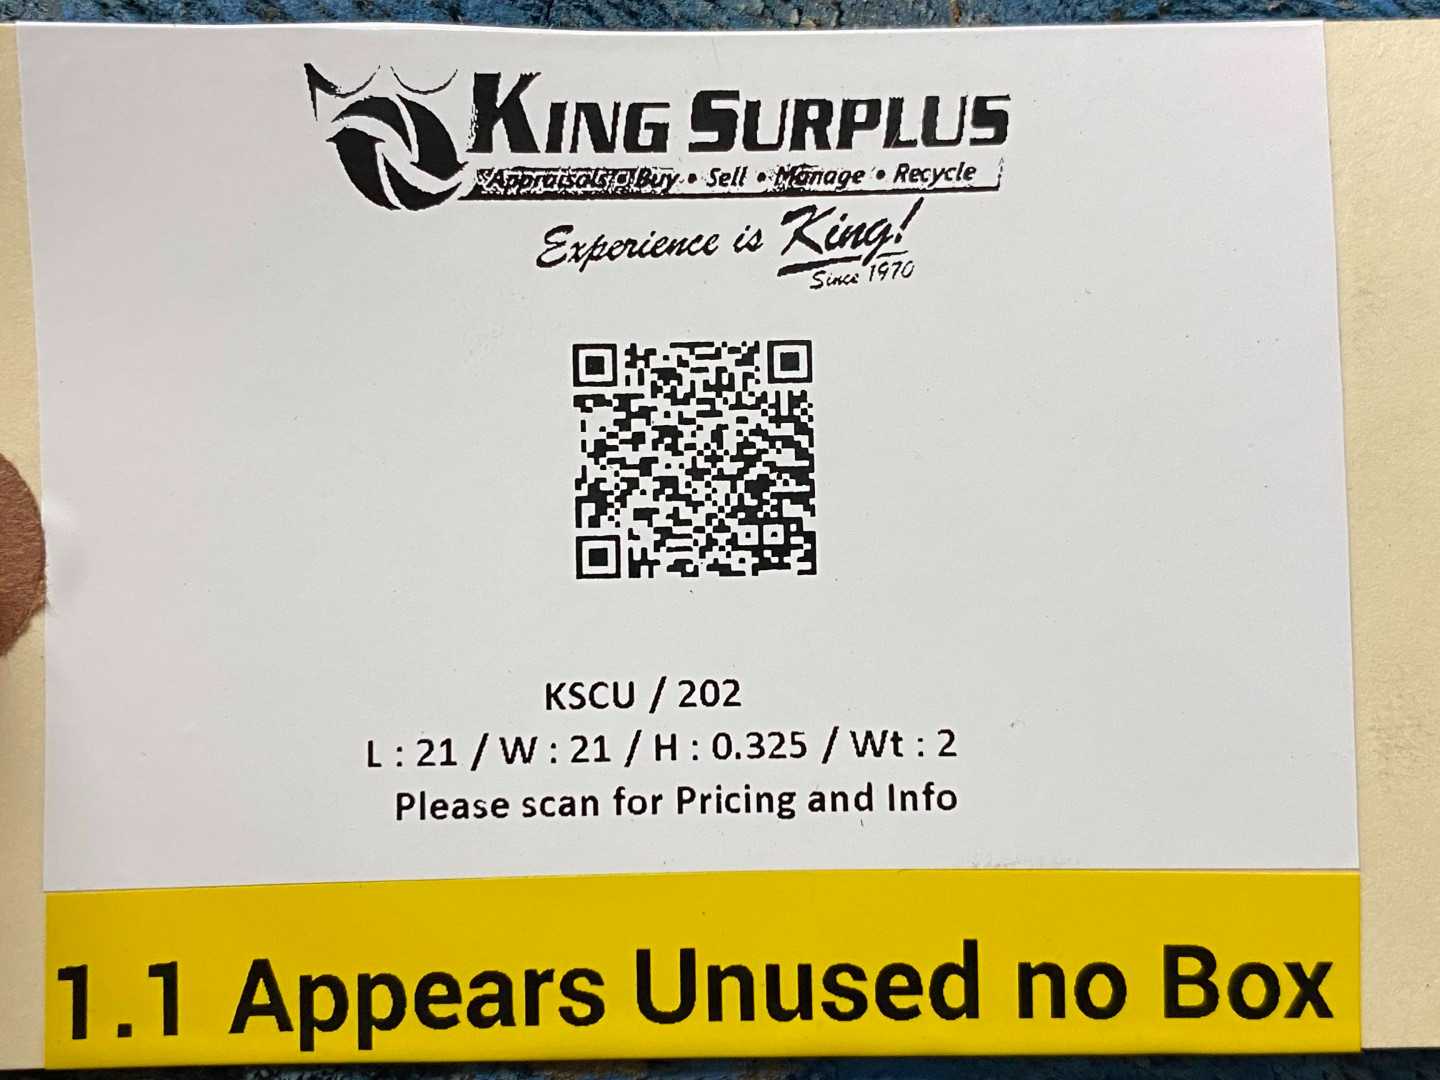 KING SURPLUS
Appraisals • Buy • Sell • Manage • Recycle
Experience is King!
Since 1970
KSCU / 202
L : 21 / W : 21 / H : 0.325 / Wt : 2
Please scan for Pricing and Info
1.1 Appears Unused no Box